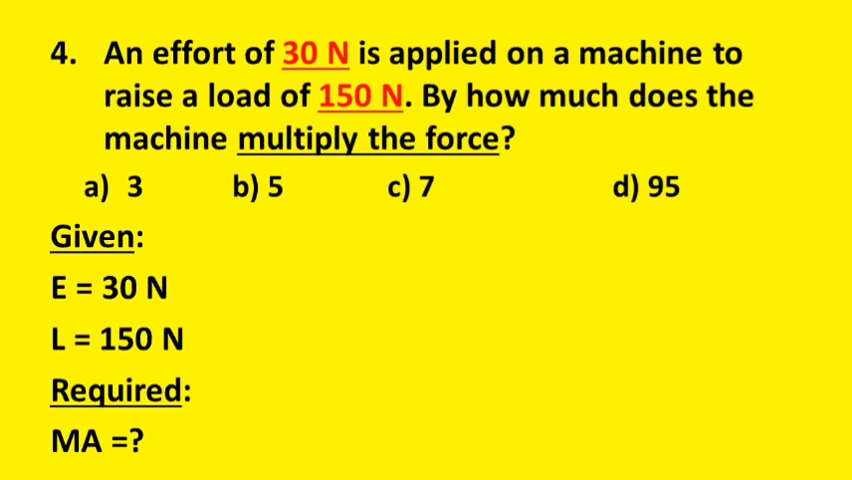 4. An effort of 30 N is applied on a machine to
raise a load of 150 N. By how much does the
machine multiply the force?
a) 3 b) 5 c) 7 d) 95
Given:
E = 30 N
L = 150 N
Required:
MA =?